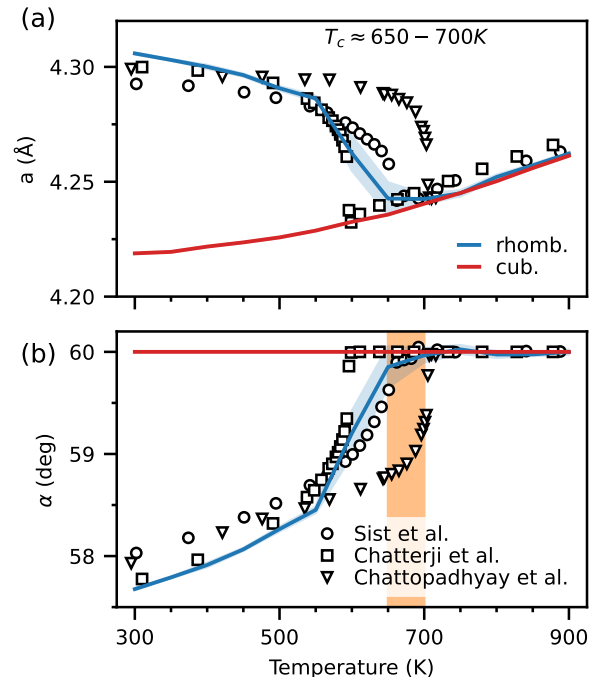 (a)
T_c ≈ 650 − 700K
4.30
4.25
4.20
a (Å)
rhomb.
cub.
(b)
60
59
58
α (deg)
Sist et al.
Chatterji et al.
Chattopadhyay et al.
300 500 700 900
Temperature (K)